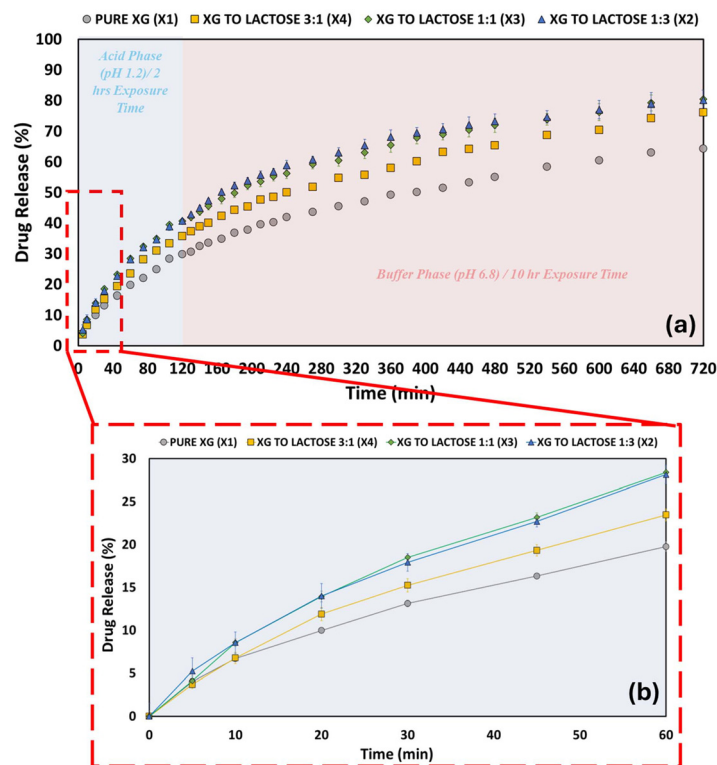 PURE XG (X1) XG TO LACTOSE 3:1 (X4) XG TO LACTOSE 1:1 (X3) XG TO LACTOSE 1:3 (X2)
100
90
80
70
60
50
40
30
20
10
0
Drug Release (%)
Acid Phase
(pH 1.2)/ 2
hrs Exposure
Time
Buffer Phase (pH 6.8) / 10 hr Exposure Time
(a)
0 40 80 120 160 200 240 280 320 360 400 440 480 520 560 600 640 680 720
Time (min)
PURE XG (X1) XG TO LACTOSE 3:1 (X4) XG TO LACTOSE 1:1 (X3) XG TO LACTOSE 1:3 (X2)
30
25
20
15
10
5
0
Drug Release (%)
(b)
0 10 20 30 40 50 60
Time (min)